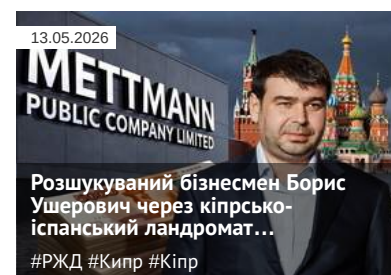 13.05.2026
METTMANN
PUBLIC COMPANY LIMITED
Розшукуваний бізнесмен Борис
Ушерович через кіпрсько-
іспанський ландромат...
#РЖД #Кипр #Кіпр